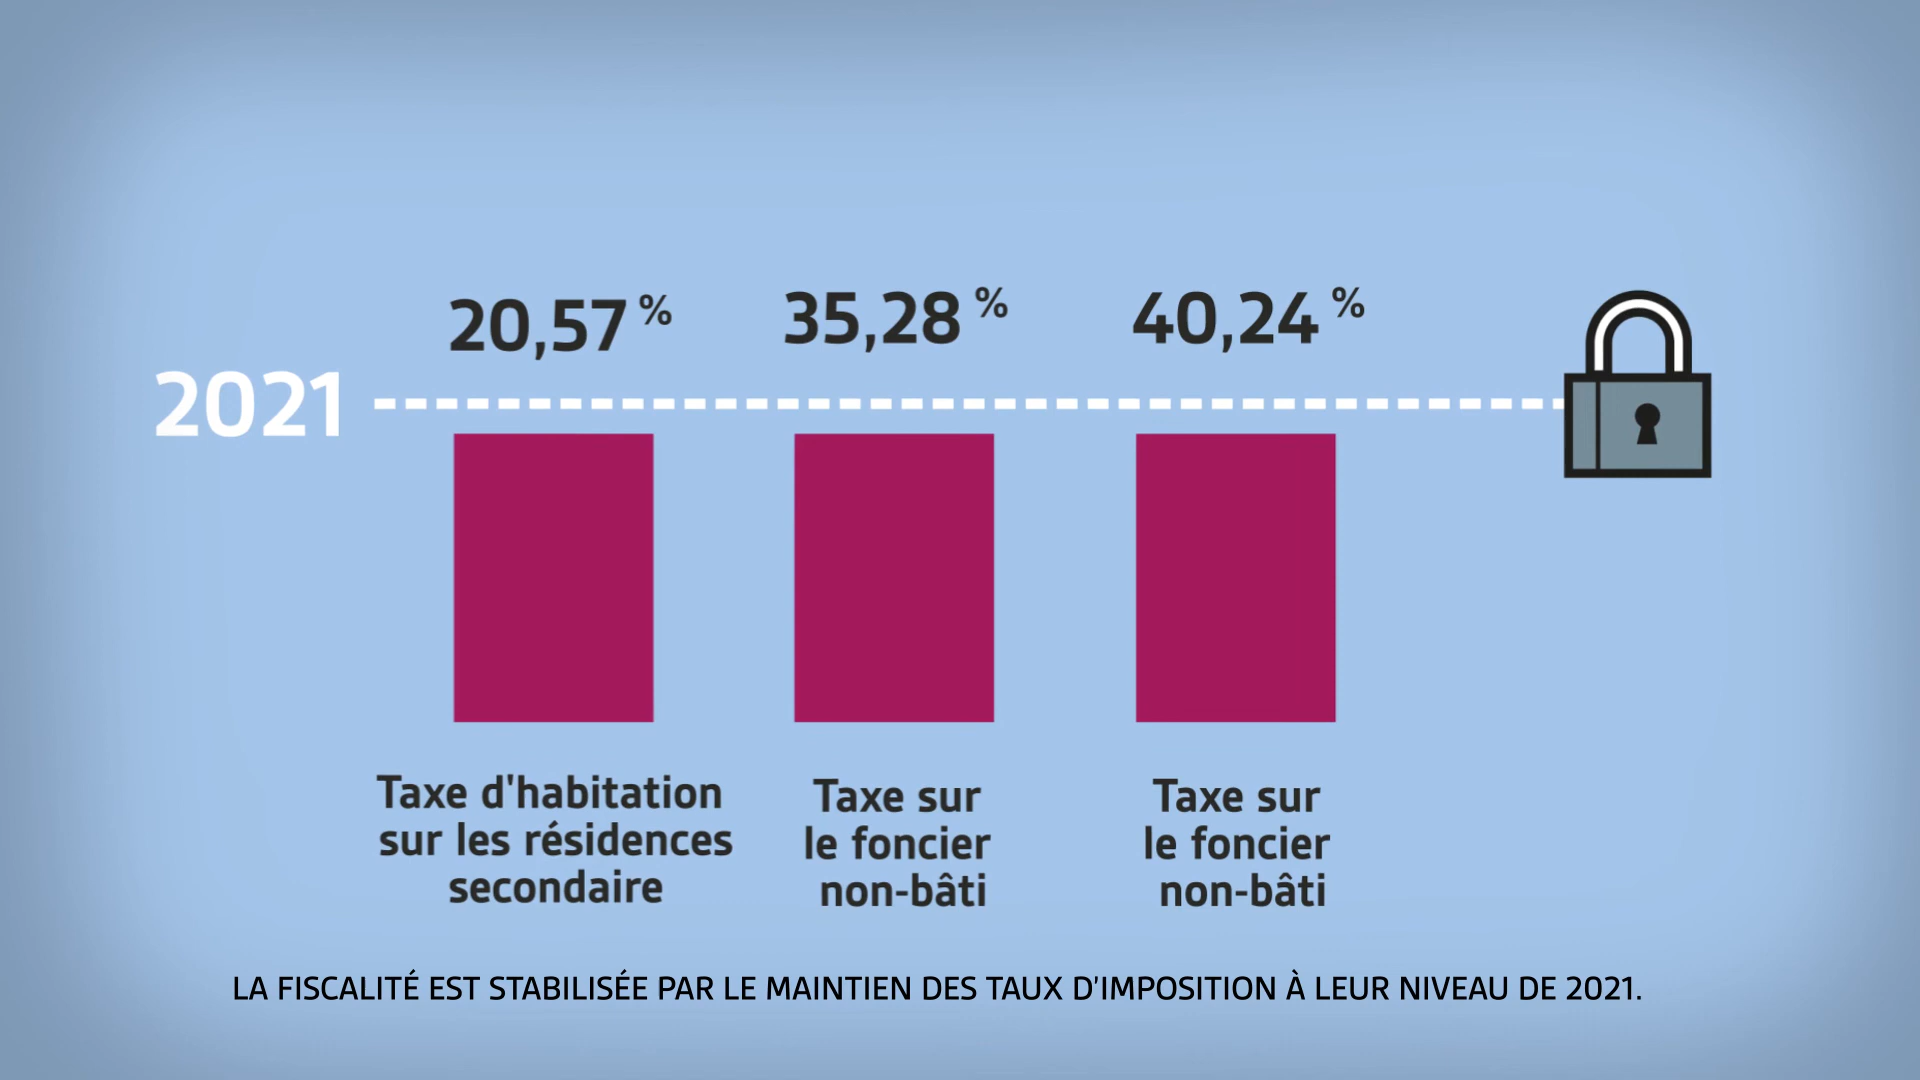 20,57 %
35,28 %
40,24 %
2021
Taxe d'habitation
sur les résidences
secondaire
Taxe sur
le foncier
non-bâti
Taxe sur
le foncier
non-bâti
LA FISCALITÉ EST STABILISÉE PAR LE MAINTIEN DES TAUX D'IMPOSITION À LEUR NIVEAU DE 2021.